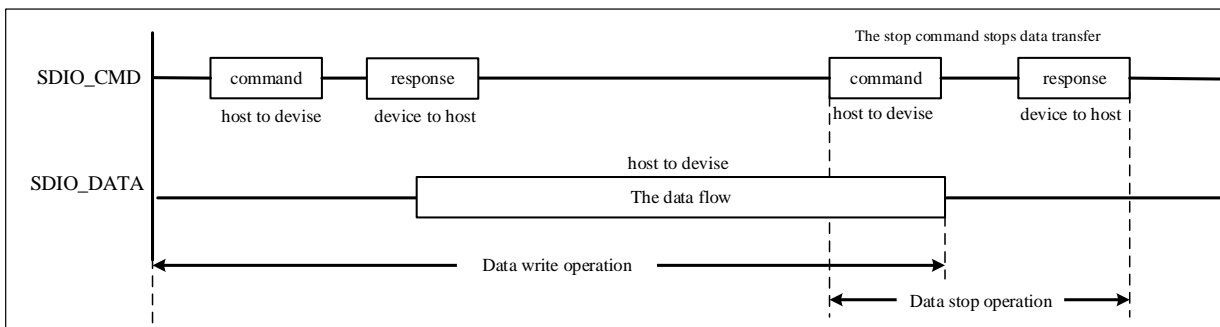 The stop command stops data transfer
SDIO_CMD command response command response
host to devise device to host host to devise device to host
host to devise
SDIO_DATA
The data flow
Data write operation
Data stop operation